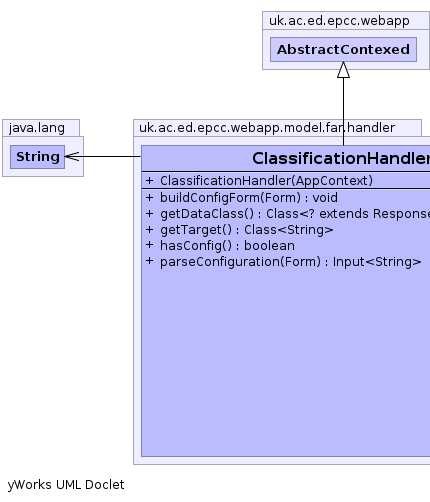 uk.ac.ed.epcc.webapp
AbstractContexed
java.lang
String
uk.ac.ed.epcc.webapp.model.far.handler
ClassificationHandler
+ ClassificationHandler(AppContext)
+ buildConfigForm(Form) : void
+ getDataClass() : Class<? extends Response
+ getTarget() : Class<String>
+ hasConfig() : boolean
+ parseConfiguration(Form) : Input<String>
yWorks UML Doclet